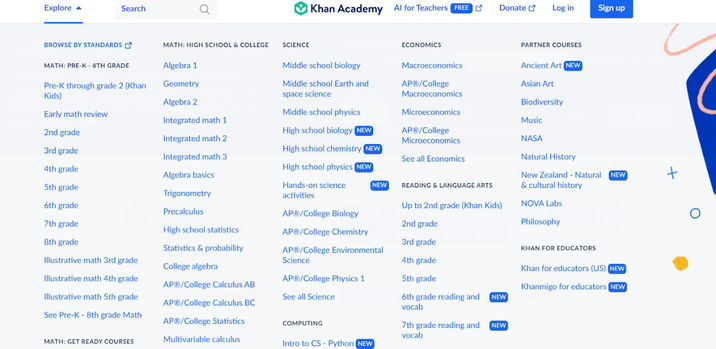 Explore
Search
Khan Academy
AI for Teachers FREE
Donate
Log in
Sign up
BROWSE BY STANDARDS
MATH: PRE-K - 8TH GRADE
Pre-K through grade 2 (Khan
Kids)
Early math review
2nd grade
3rd grade
4th grade
5th grade
6th grade
7th grade
8th grade
Illustrative math 3rd grade
Illustrative math 4th grade
Illustrative math 5th grade
See Pre-K - 8th grade Math
MATH: GET READY COURSES
MATH: HIGH SCHOOL & COLLEGE
Algebra 1
Geometry
Algebra 2
Integrated math 1
Integrated math 2
Integrated math 3
Algebra basics
Trigonometry
Precalculus
High school statistics
Statistics & probability
College algebra
AP®/College Calculus AB
AP®/College Calculus BC
AP®/College Statistics
Multivariable calculus
SCIENCE
Middle school biology
Middle school Earth and
space science
Middle school physics
High school biology NEW
High school chemistry NEW
High school physics NEW
Hands-on science NEW
activities
AP®/College Biology
AP®/College Chemistry
AP®/College Environmental
Science
AP®/College Physics 1
See all Science
COMPUTING
Intro to CS - Python NEW
ECONOMICS
Macroeconomics
AP®/College
Macroeconomics
Microeconomics
AP®/College
Microeconomics
See all Economics
READING & LANGUAGE ARTS
Up to 2nd grade (Khan Kids)
2nd grade
3rd grade
4th grade
5th grade
6th grade reading and NEW
vocab
7th grade reading and NEW
vocab
PARTNER COURSES
Ancient Art NEW
Asian Art
Biodiversity
Music
NASA
Natural History
New Zealand - Natural NEW
& cultural history
NOVA Labs
Philosophy
KHAN FOR EDUCATORS
Khan for educators (US) NEW
Khanmigo for educators NEW